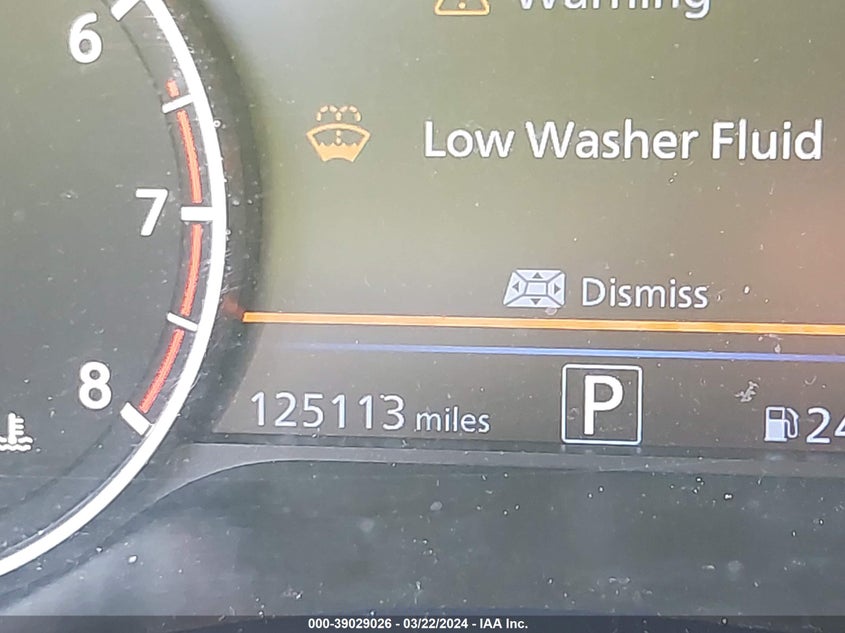 6
Warning
Low Washer Fluid
7
Dismiss
8
125113 miles
P
24
000-39029026 - 03/22/2024 - IAA Inc.